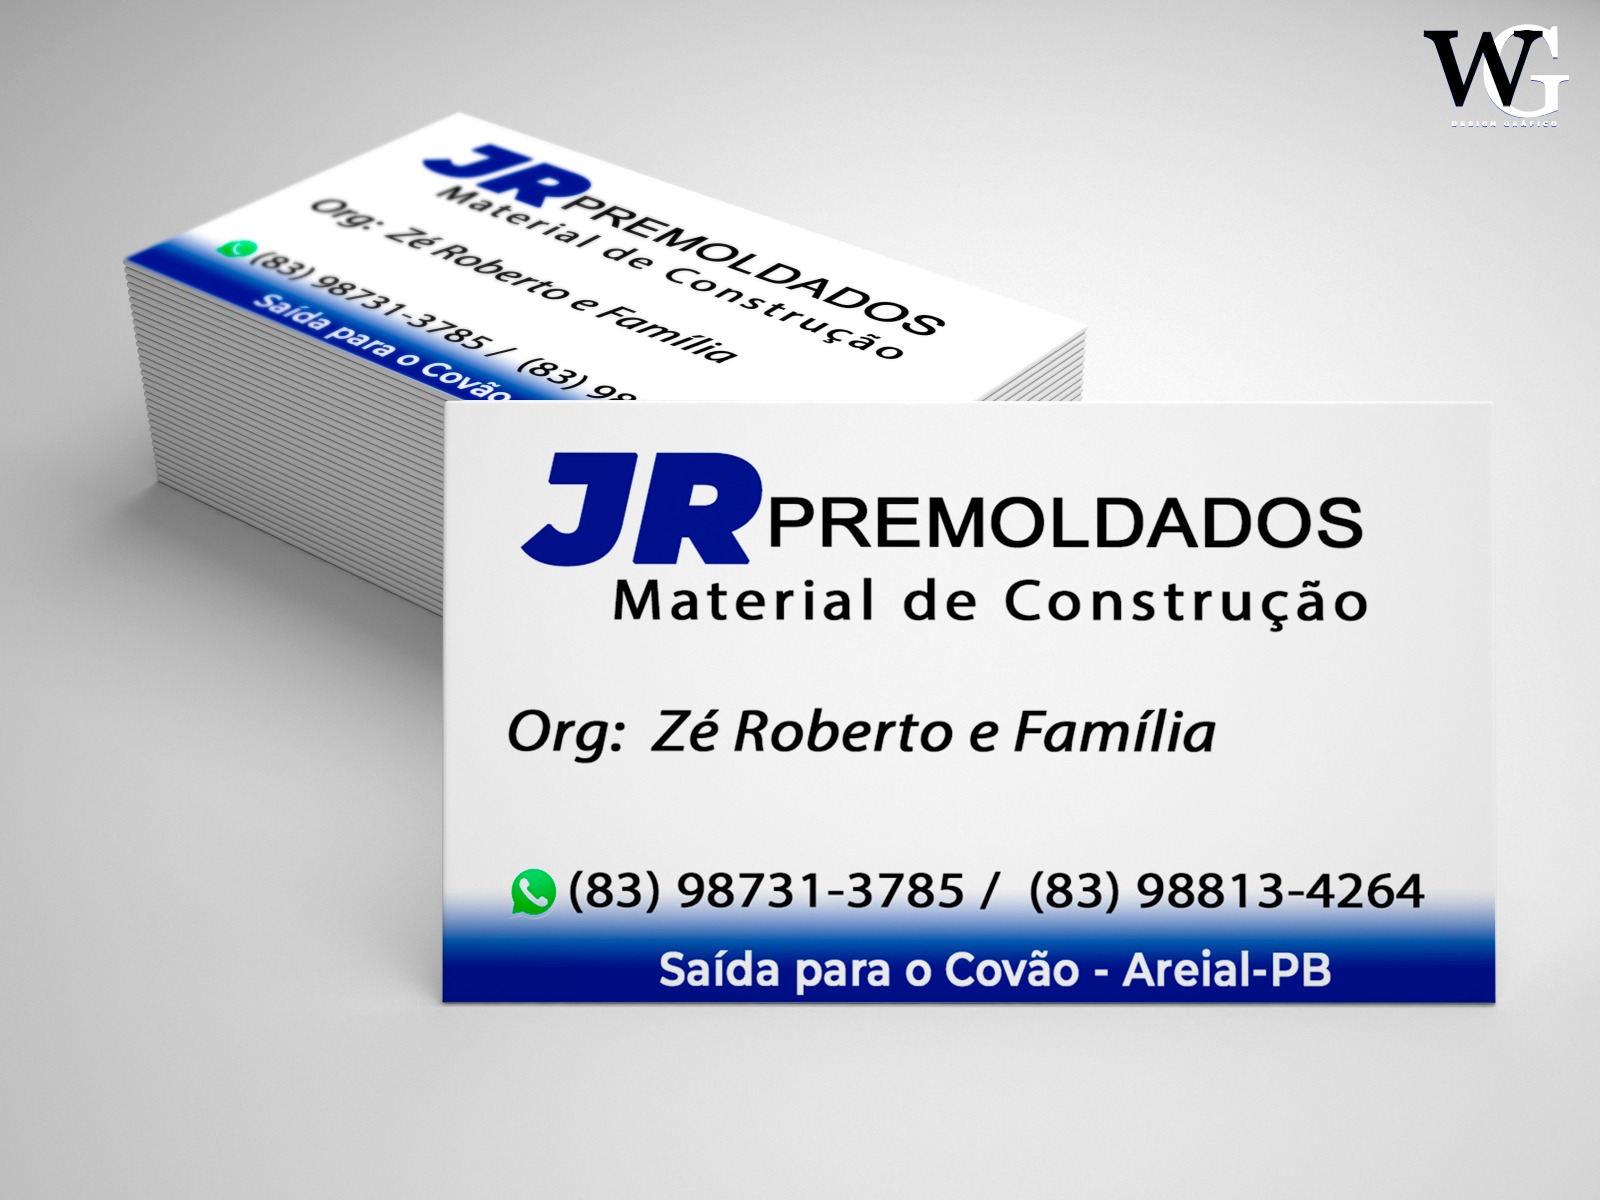 WG
DESIGN GRÁFICO
JR PREMOLDADOS
Material de Construção
Org: Zé Roberto e Família
(83) 98731-3785 / (83) 98
Saída para o Covão
JR PREMOLDADOS
Material de Construção
Org: Zé Roberto e Família
(83) 98731-3785 / (83) 98813-4264
Saída para o Covão - Areial-PB